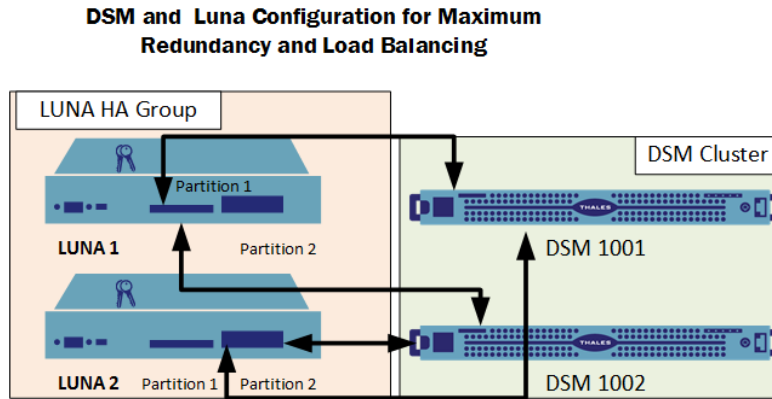 DSM and Luna Configuration for Maximum
Redundancy and Load Balancing
LUNA HA Group
DSM Cluster
Partition 1
THALES
LUNA 1
Partition 2
DSM 1001
THALES
LUNA 2
Partition 1
Partition 2
DSM 1002